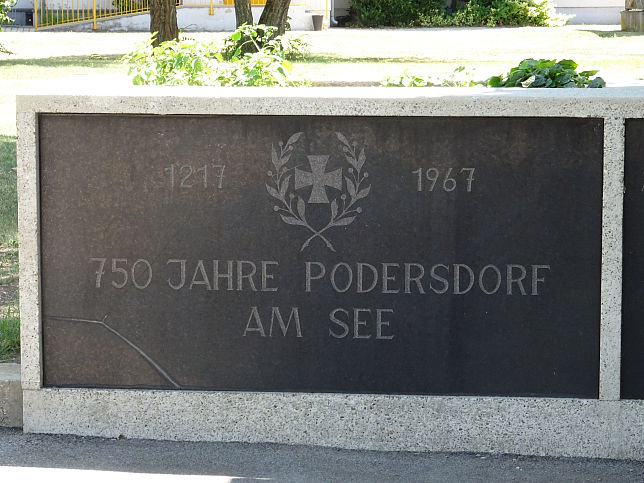 1217 1967
750 JAHRE PODERSDORF
AM SEE